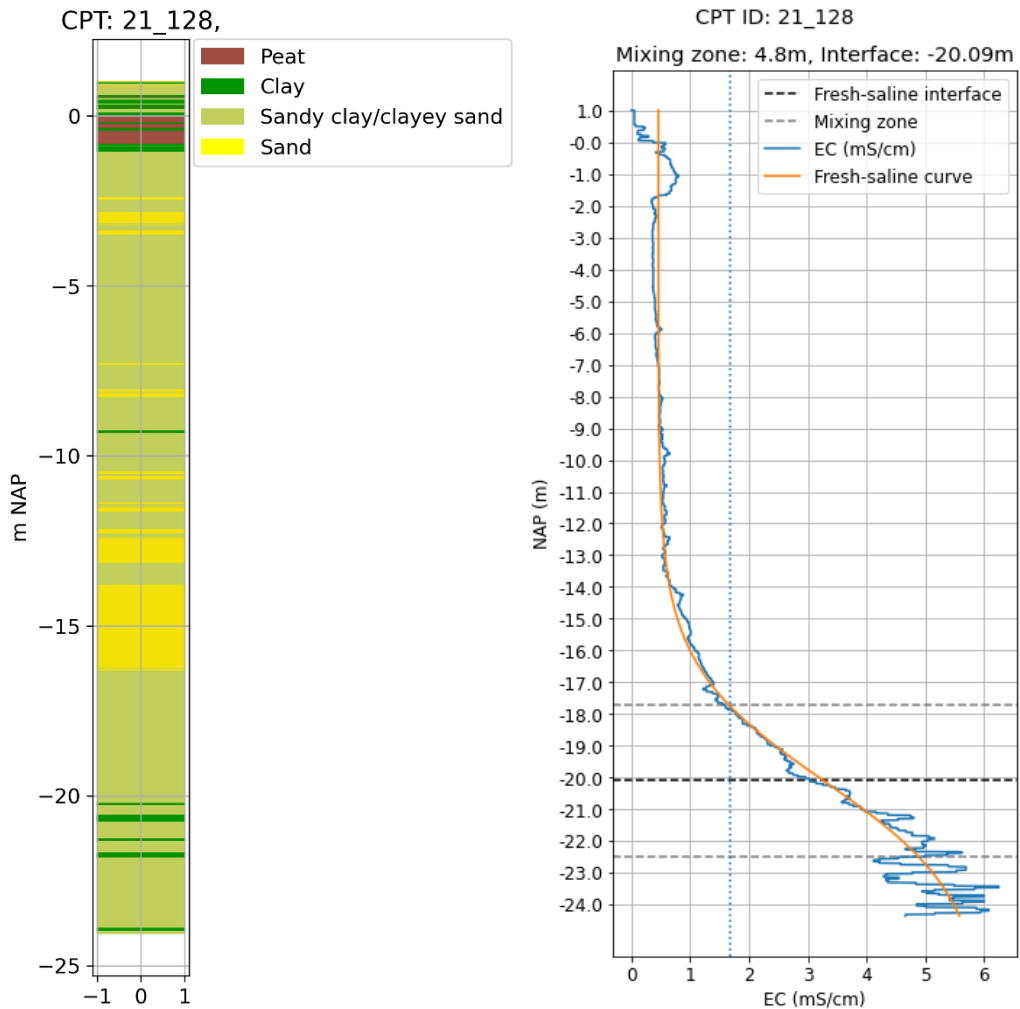 CPT: 21_128,
Peat
Clay
Sandy clay/clayey sand
Sand
0
−5
−10
−15
−20
−25
m NAP
−1 0 1
CPT ID: 21_128
Mixing zone: 4.8m, Interface: -20.09m
Fresh-saline interface
Mixing zone
EC (mS/cm)
Fresh-saline curve
1.0
-0.0
-1.0
-2.0
-3.0
-4.0
-5.0
-6.0
-7.0
-8.0
-9.0
-10.0
-11.0
-12.0
-13.0
-14.0
-15.0
-16.0
-17.0
-18.0
-19.0
-20.0
-21.0
-22.0
-23.0
-24.0
NAP (m)
0 1 2 3 4 5 6
EC (mS/cm)